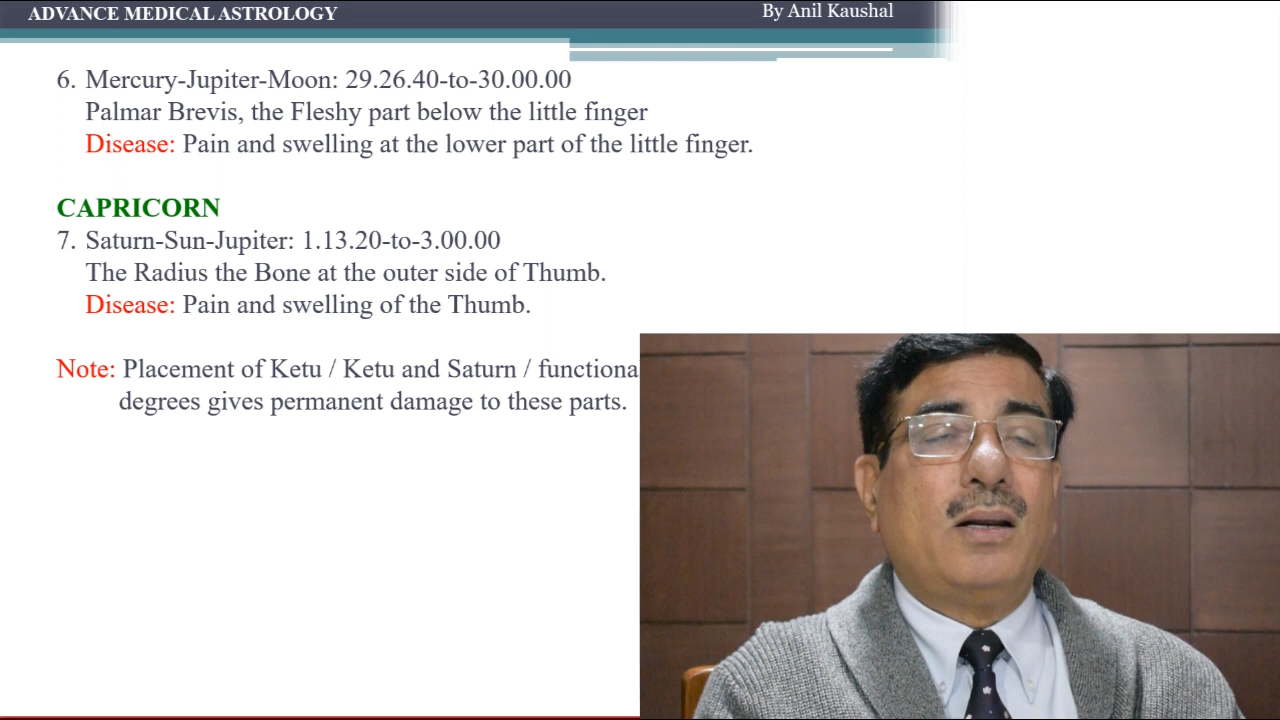 ADVANCE MEDICAL ASTROLOGY
By Anil Kaushal
6. Mercury-Jupiter-Moon: 29.26.40-to-30.00.00
Palmar Brevis, the Fleshy part below the little finger
Disease: Pain and swelling at the lower part of the little finger.
CAPRICORN
7. Saturn-Sun-Jupiter: 1.13.20-to-3.00.00
The Radius the Bone at the outer side of Thumb.
Disease: Pain and swelling of the Thumb.
Note: Placement of Ketu / Ketu and Saturn / functiona
degrees gives permanent damage to these parts.